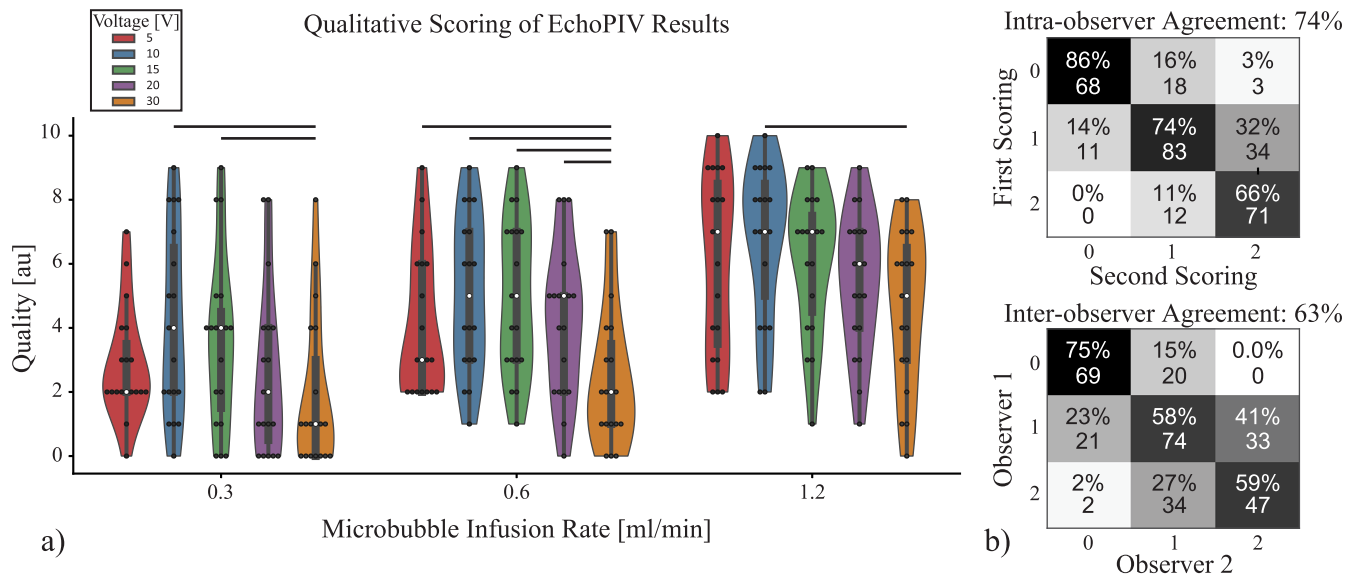 Qualitative Scoring of EchoPIV Results
Voltage [V]
5
10
15
20
30
Quality [au]
10
8
6
4
2
0
0.3 0.6 1.2
Microbubble Infusion Rate [ml/min]
a)
Intra-observer Agreement: 74%
First Scoring
0
86% 16% 3%
68 18 3
1
14% 74% 32%
11 83 34
2
0% 11% 66%
0 12 71
0 1 2
Second Scoring
Inter-observer Agreement: 63%
Observer 1
0
75% 15% 0.0%
69 20 0
1
23% 58% 41%
21 74 33
2
2% 27% 59%
2 34 47
0 1 2
Observer 2
b)